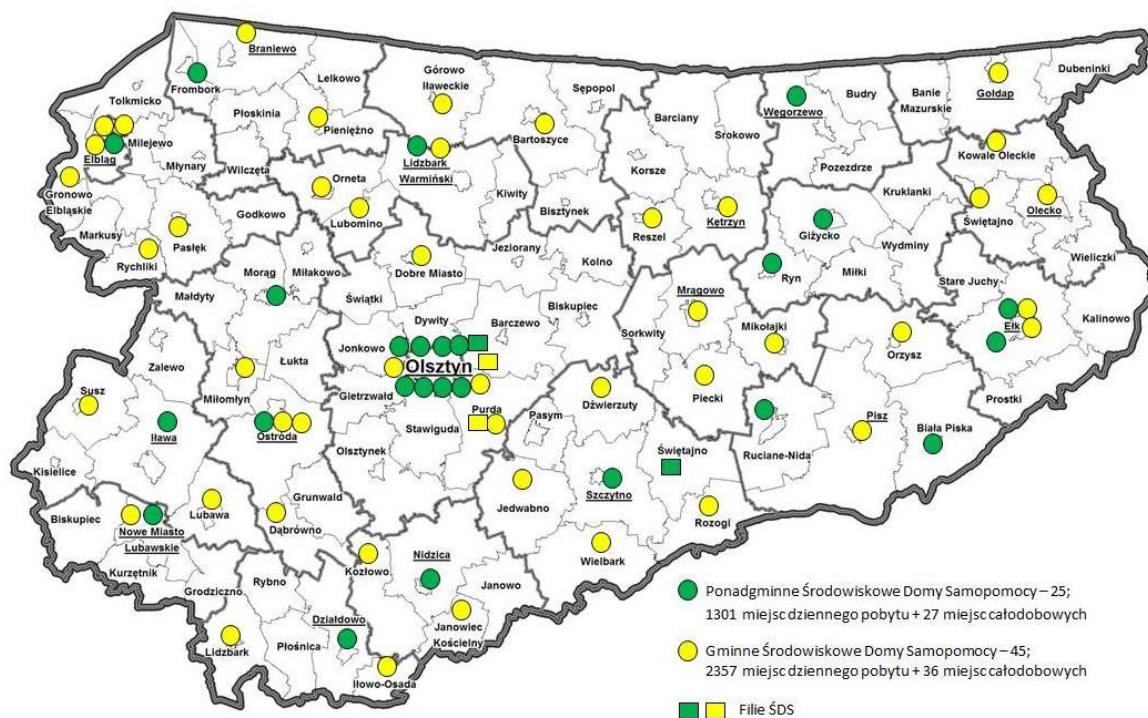 Braniewo
Frombork
Lelkowo
Górowo
Iławeckie
Sępopol
Węgorzewo
Budry
Banie
Mazurskie
Gołdap
Dubeninki
Tolkmicko
Płoskinia
Pieniężno
Bartoszyce
Barciany
Srokowo
Elbląg
Milejewo
Młynary
Wilczęta
Lidzbark
Warmiński
Korsze
Pozezdrze
Kowale Oleckie
Gronowo
Elbląskie
Orneta
Kiwity
Bisztynek
Kruklanki
Świętajno
Olecko
Markusy
Pasłęk
Godkowo
Lubomino
Reszel
Kętrzyn
Giżycko
Wydminy
Rychliki
Jeziorany
Dobre Miasto
Kolno
Wieliczki
Morąg
Miłakowo
Ryn
Miłki
Stare Juchy
Małdyty
Świątki
Biskupiec
Mrągowo
Dywity
Barczewo
Sorkwity
Mikołajki
Ełk
Kalinowo
Jonkowo
Łukta
Orzysz
Zalewo
Olsztyn
Susz
Miłomłyn
Gietrzwałd
Purda
Dźwierzuty
Piecki
Prostki
Iława
Ostróda
Stawiguda
Pasym
Pisz
Biała Piska
Kisielice
Olsztynek
Świętajno
Ruciane-Nida
Szczytno
Biskupiec
Lubawa
Grunwald
Jedwabno
Rozogi
Nowe Miasto
Lubawskie
Dąbrówno
Kurzętnik
Nidzica
Wielbark
Kozłowo
Grodziczno
Rybno
Janowo
Działdowo
Janowiec
Kościelny
Lidzbark
Płośnica
Iłowo-Osada
Ponadgminne Środowiskowe Domy Samopomocy – 25;
1301 miejsc dziennego pobytu + 27 miejsc całodobowych
Gminne Środowiskowe Domy Samopomocy – 45;
2357 miejsc dziennego pobytu + 36 miejsc całodobowych
Filie ŚDS